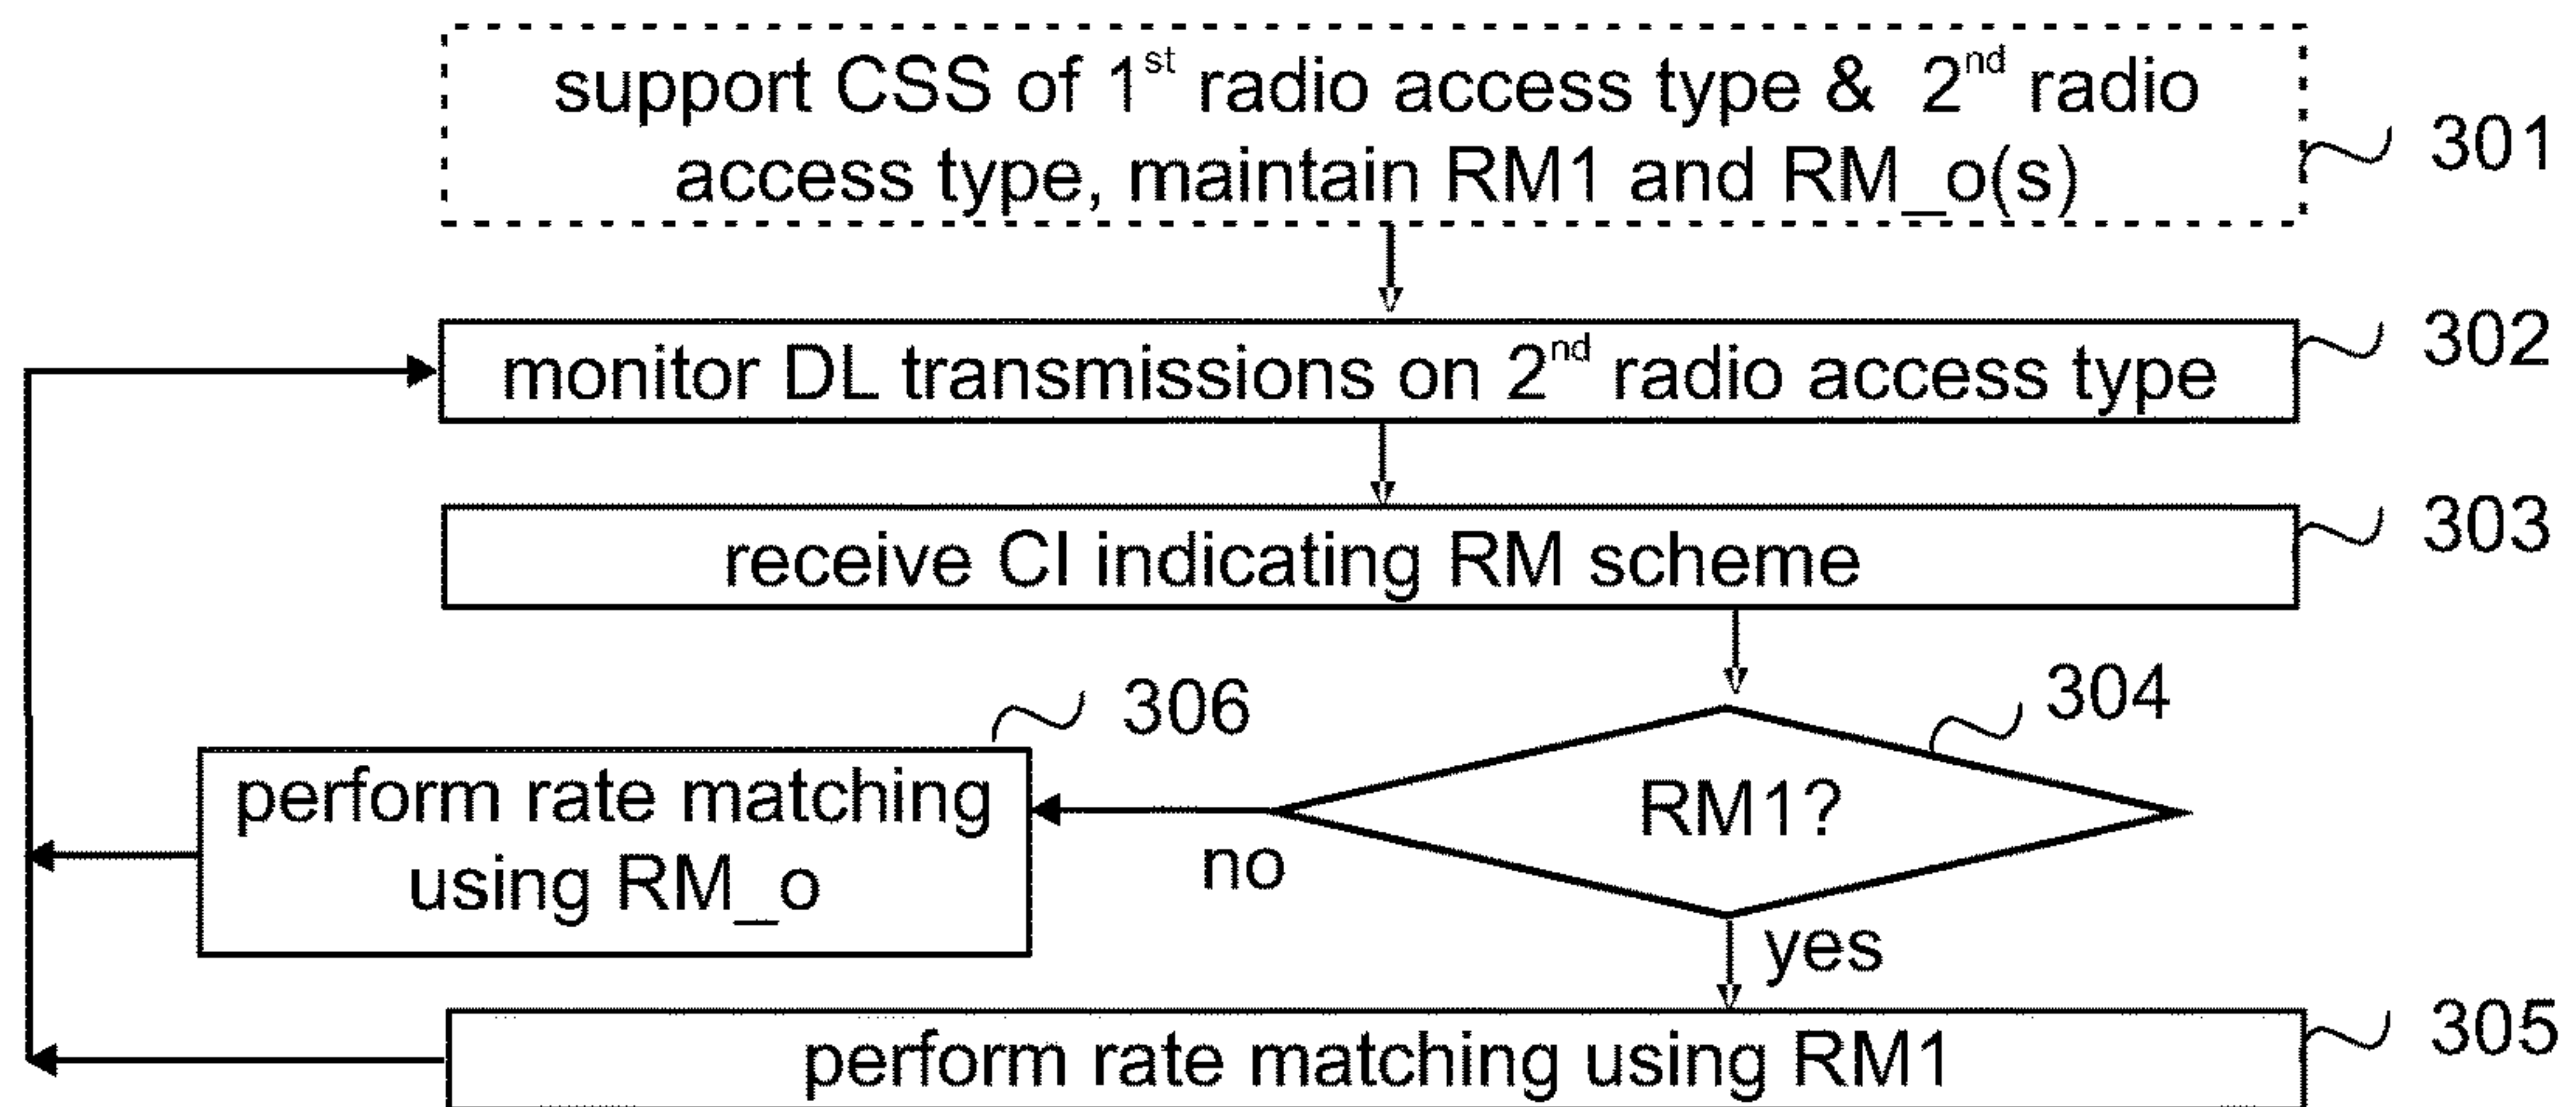 support CSS of 1st radio access type & 2nd radio
access type, maintain RM1 and RM_o(s)
301
monitor DL transmissions on 2nd radio access type
302
receive CI indicating RM scheme
303
304
RM1?
306
perform rate matching
using RM_o
no
yes
perform rate matching using RM1
305